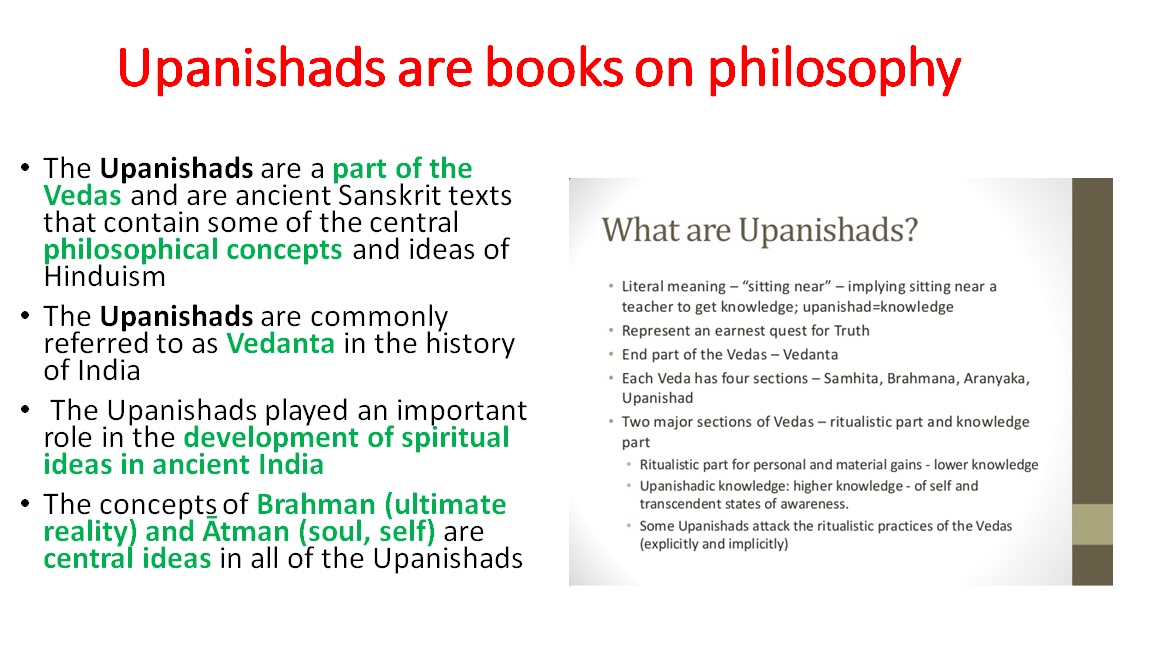 Upanishads are books on philosophy
• The Upanishads are a part of the
Vedas and are ancient Sanskrit texts
that contain some of the central
philosophical concepts and ideas of
Hinduism
• The Upanishads are commonly
referred to as Vedanta in the history
of India
• The Upanishads played an important
role in the development of spiritual
ideas in ancient India
• The concepts of Brahman (ultimate
reality) and Ātman (soul, self) are
central ideas in all of the Upanishads
What are Upanishads?
• Literal meaning – “sitting near” – implying sitting near a
teacher to get knowledge; upanishad=knowledge
• Represent an earnest quest for Truth
• End part of the Vedas – Vedanta
• Each Veda has four sections – Samhita, Brahmana, Aranyaka,
Upanishad
• Two major sections of Vedas – ritualistic part and knowledge
part
• Ritualistic part for personal and material gains - lower knowledge
• Upanishadic knowledge: higher knowledge - of self and
transcendent states of awareness.
• Some Upanishads attack the ritualistic practices of the Vedas
(explicitly and implicitly)